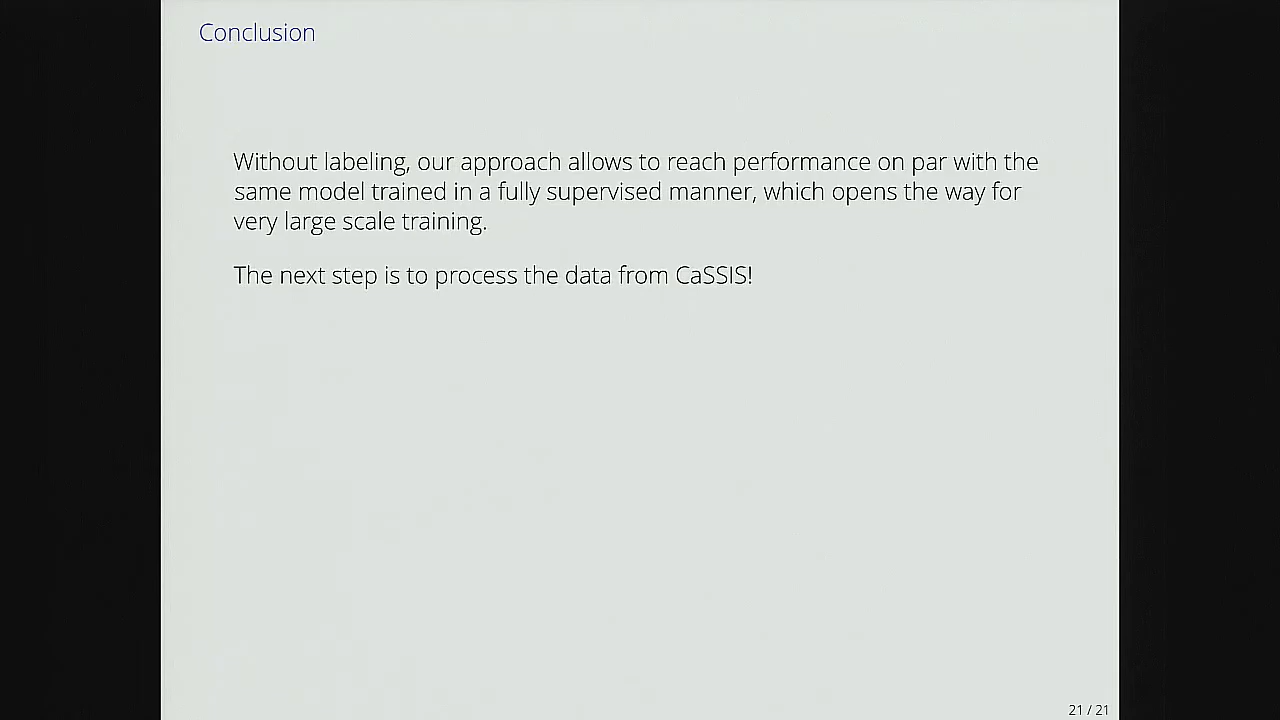 Conclusion
Without labeling, our approach allows to reach performance on par with the
same model trained in a fully supervised manner, which opens the way for
very large scale training.
The next step is to process the data from CaSSIS!
21 / 21